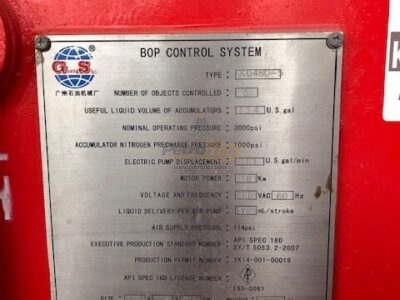 BOP CONTROL SYSTEM
G S
广州石油机械厂
TYPE :
NUMBER OF OBJECTS CONTROLLED : 5
USEFUL LIQUID VOLUME OF ACCUMULATORS : U.S.gal
NOMINAL OPERATING PRESSURE : 3000psi
ACCUMULATOR NITROGEN PRECHARGE PRESSURE : 1000psi
ELECTRIC PUMP DISPLACEMENT : U.S.gal/min
MOTOR POWER : Kw
VOLTAGE AND FREQUENCY : VAC 60 Hz
LIQUID DELIVERY PER AIR PUMP : mL/stroke
AIR SUPPLY PRESSURE : 114psi
EXECUTIVE PRODUCTION STANDARD NUMBER : API SPEC 16D
SY/T 5053.2-2007
PRODUCTION PERMIT NUMBER : XK14-001-00019
API SPEC 16D LICENSE NUMBER :
16D-0061
K